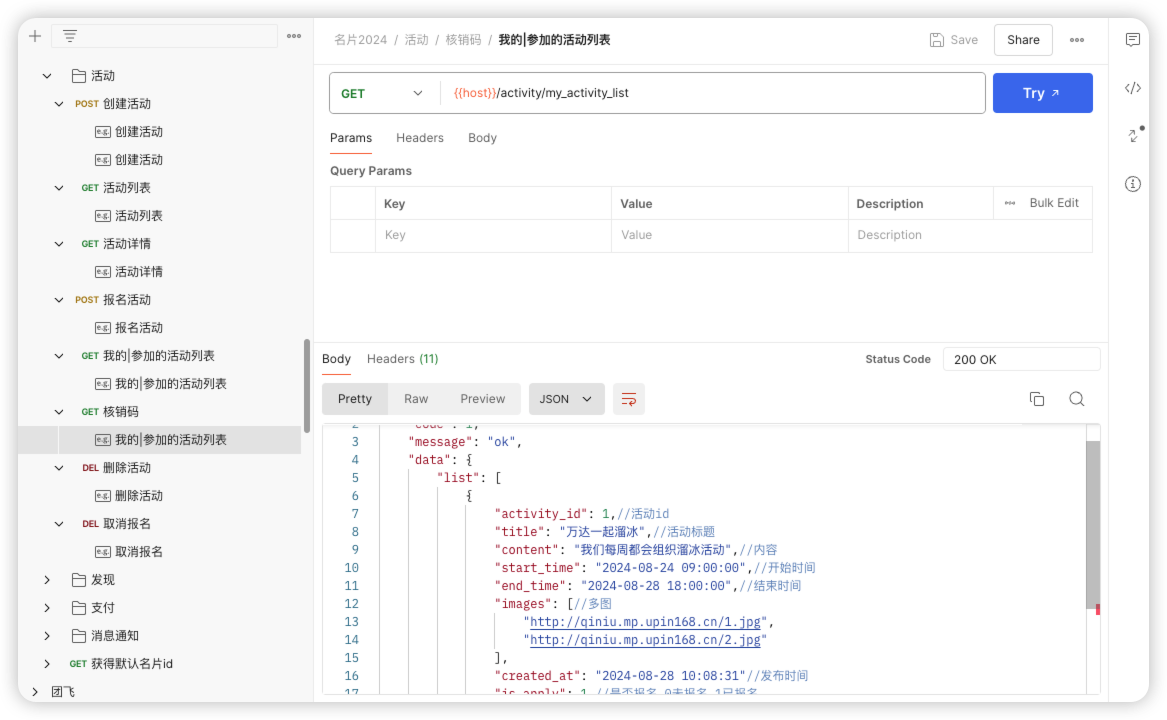 活动
POST 创建活动
e.g. 创建活动
e.g. 创建活动
GET 活动列表
e.g. 活动列表
GET 活动详情
e.g. 活动详情
POST 报名活动
e.g. 报名活动
GET 我的|参加的活动列表
e.g. 我的|参加的活动列表
GET 核销码
e.g. 我的|参加的活动列表
DEL 删除活动
e.g. 删除活动
DEL 取消报名
e.g. 取消报名
发现
支付
消息通知
GET 获得默认名片id
团飞
名片2024 / 活动 / 核销码 / 我的|参加的活动列表
Save
Share
GET {{host}}/activity/my_activity_list
Try
Params Headers Body
Query Params
Key Value Description Bulk Edit
Key Value Description
Body Headers (11) Status Code 200 OK
Pretty Raw Preview JSON
2 "code": 1,
3 "message": "ok",
4 "data": {
5 "list": [
6 {
7 "activity_id": 1,//活动id
8 "title": "万达一起溜冰",//活动标题
9 "content": "我们每周都会组织溜冰活动",//内容
10 "start_time": "2024-08-24 09:00:00",//开始时间
11 "end_time": "2024-08-28 18:00:00",//结束时间
12 "images": [//多图
13 "http://qiniu.mp.upin168.cn/1.jpg",
14 "http://qiniu.mp.upin168.cn/2.jpg"
15 ],
16 "created_at": "2024-08-28 10:08:31"//发布时间
17 "is_apply": 1,//是否报名 0未报名 1已报名